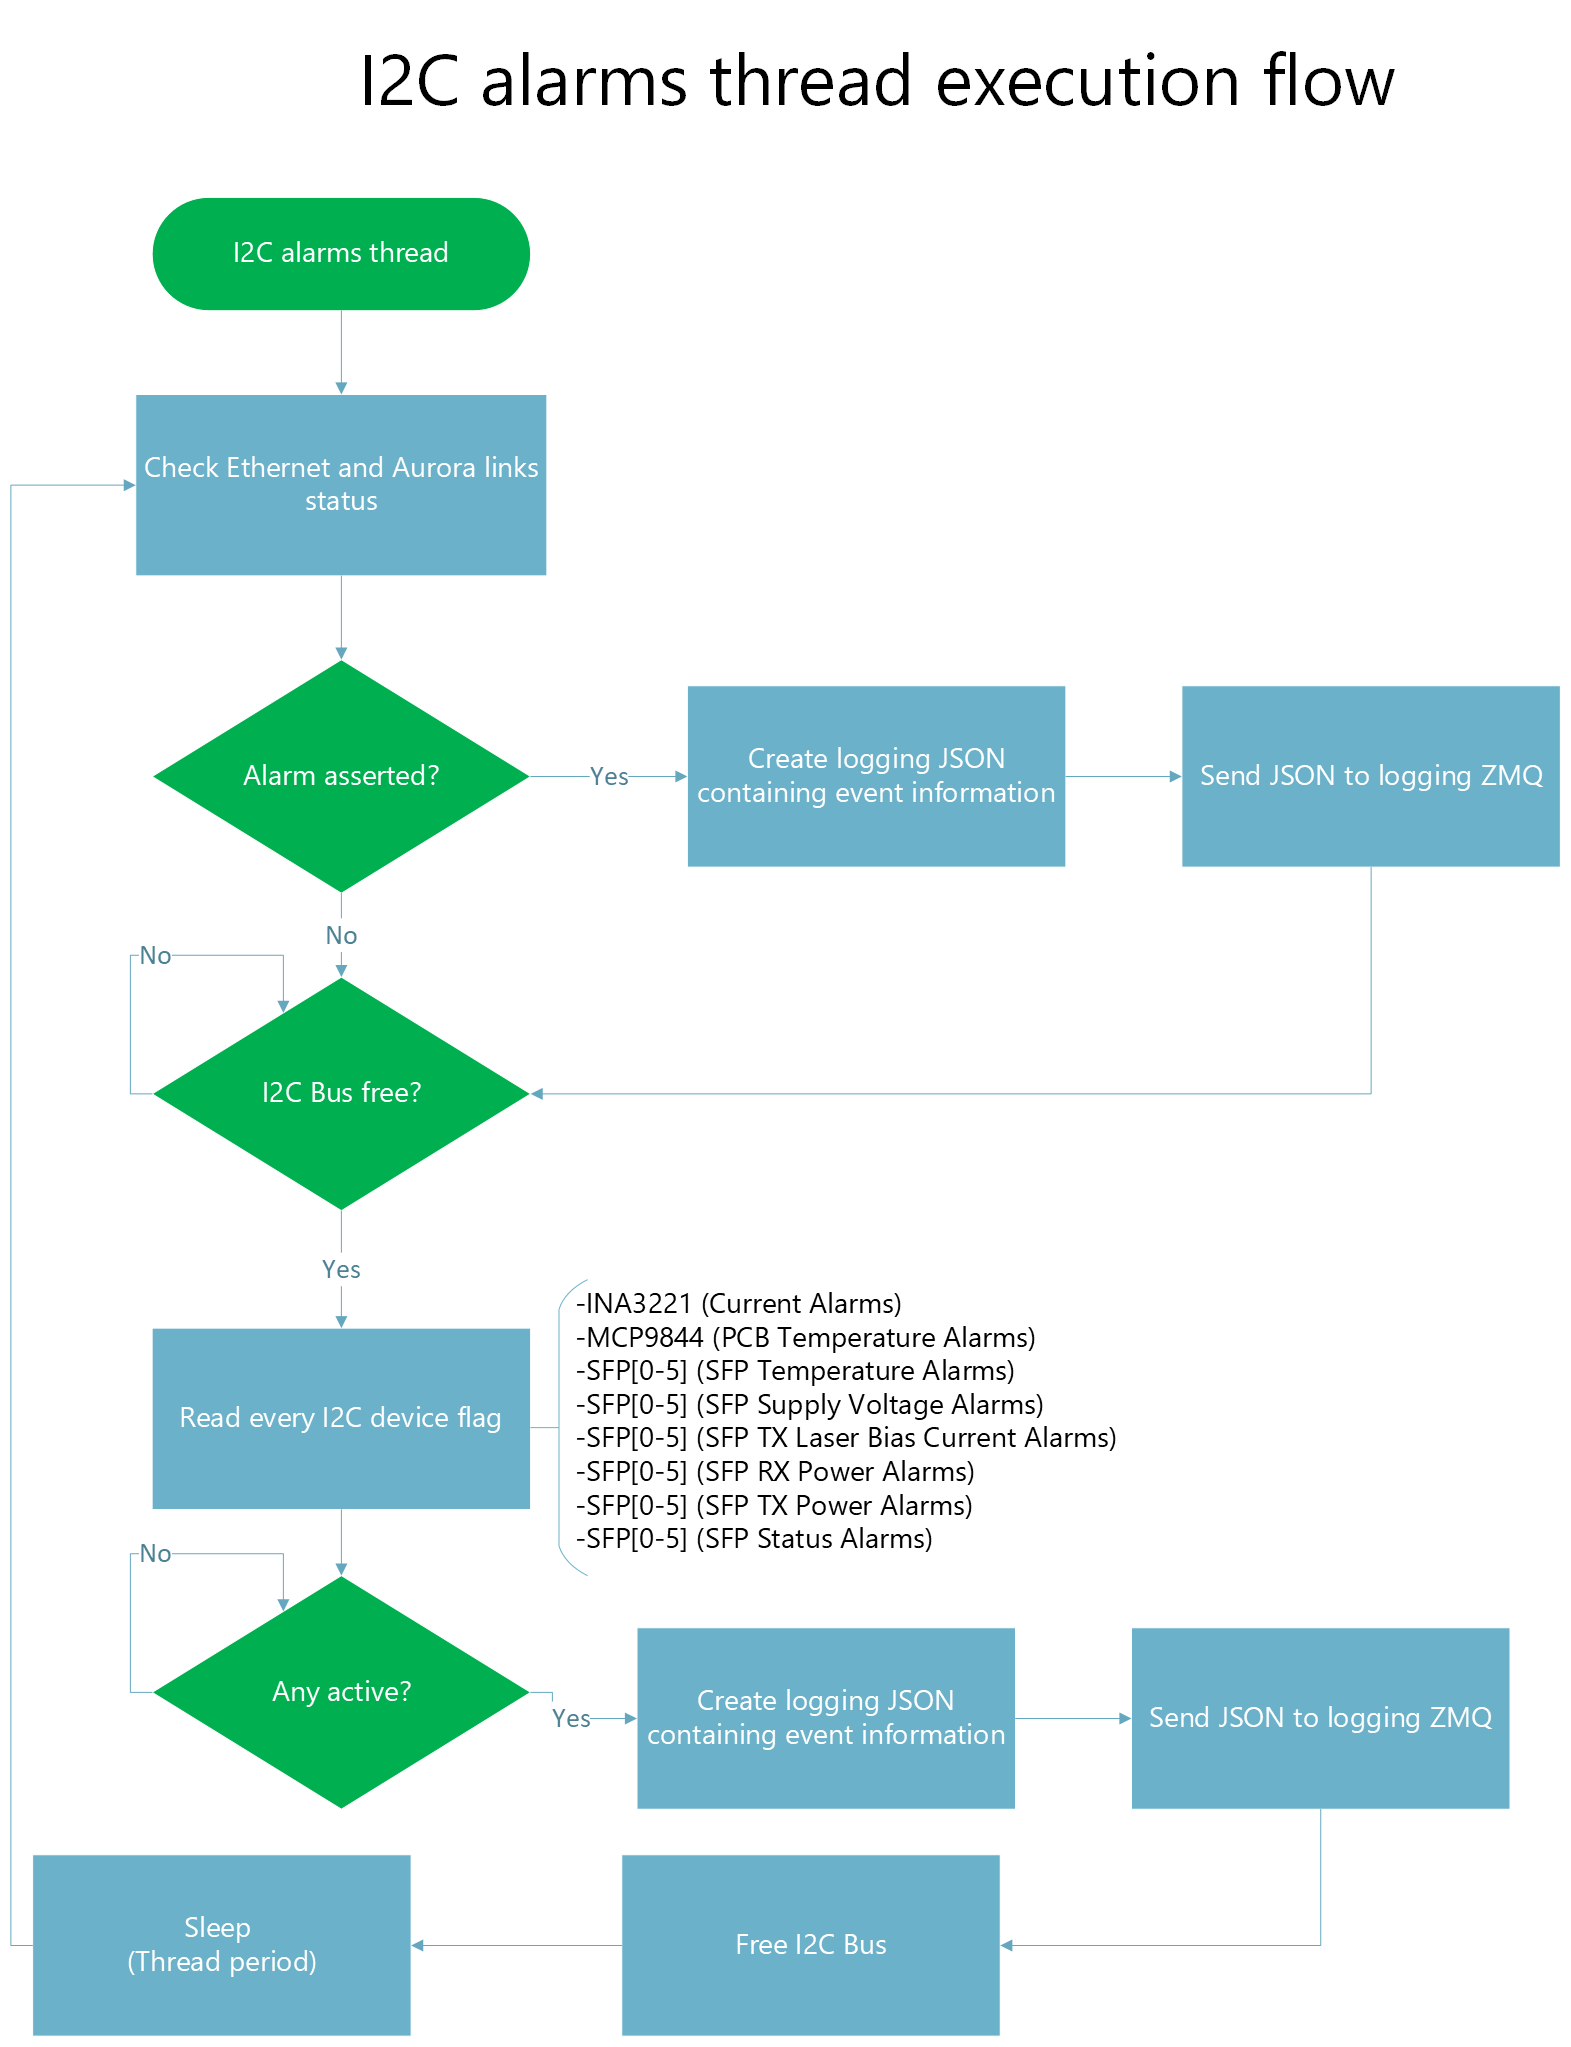 I2C alarms thread execution flow
I2C alarms thread
Check Ethernet and Aurora links
status
Alarm asserted?
Yes
Create logging JSON
containing event information
Send JSON to logging ZMQ
No
No
I2C Bus free?
Yes
Read every I2C device flag
-INA3221 (Current Alarms)
-MCP9844 (PCB Temperature Alarms)
-SFP[0-5] (SFP Temperature Alarms)
-SFP[0-5] (SFP Supply Voltage Alarms)
-SFP[0-5] (SFP TX Laser Bias Current Alarms)
-SFP[0-5] (SFP RX Power Alarms)
-SFP[0-5] (SFP TX Power Alarms)
-SFP[0-5] (SFP Status Alarms)
No
Any active?
Yes
Create logging JSON
containing event information
Send JSON to logging ZMQ
Sleep
(Thread period)
Free I2C Bus